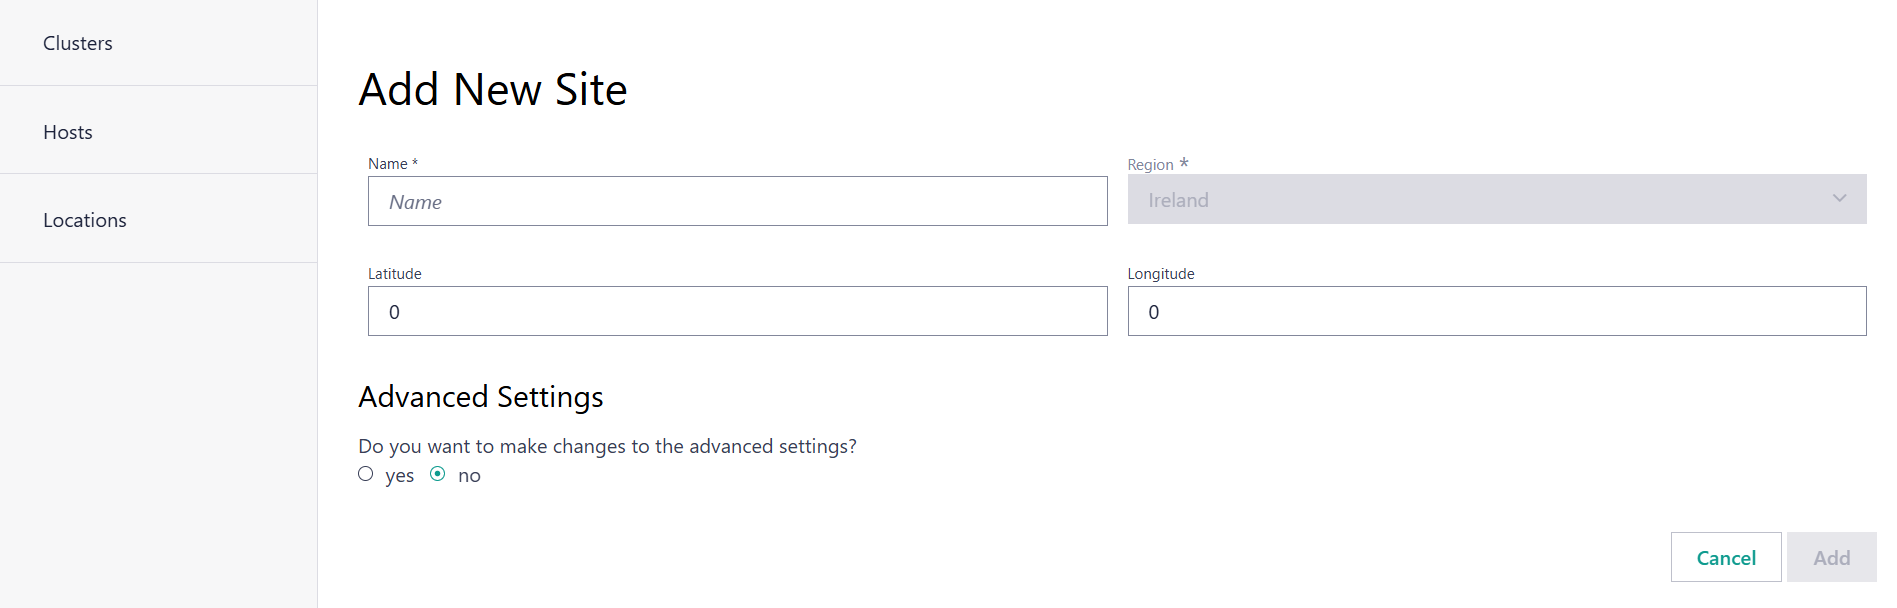 Clusters
Hosts
Locations
Add New Site
Name *
Name
Region *
Ireland
Latitude
0
Longitude
0
Advanced Settings
Do you want to make changes to the advanced settings?
yes no
Cancel Add